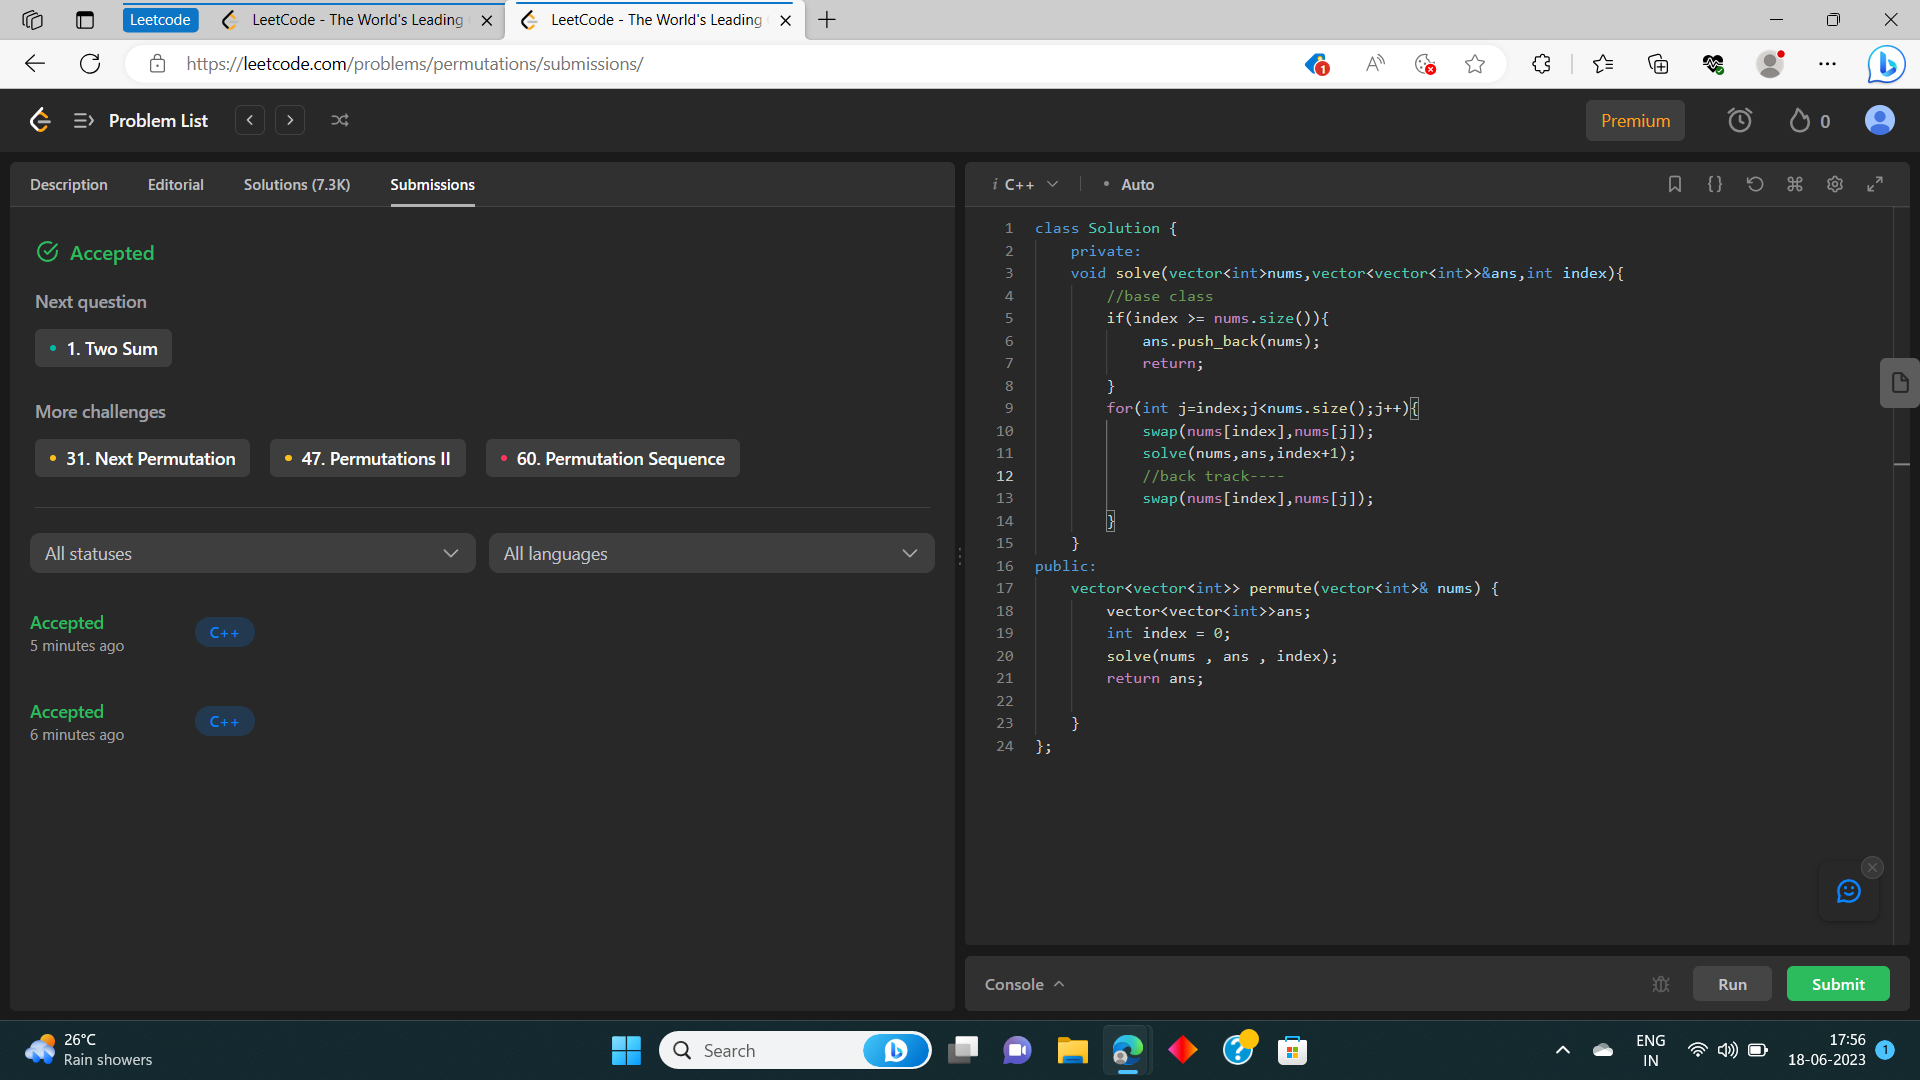 Leetcode
LeetCode - The World's Leading
LeetCode - The World's Leading
https://leetcode.com/problems/permutations/submissions/
1
Problem List
Premium
0
Description Editorial Solutions (7.3K) Submissions
Accepted
Next question
1. Two Sum
More challenges
31. Next Permutation 47. Permutations II 60. Permutation Sequence
All statuses All languages
Accepted
5 minutes ago
C++
Accepted
6 minutes ago
C++
i C++ • Auto
1 class Solution {
2 private:
3 void solve(vector<int>nums,vector<vector<int>>&ans,int index){
4 //base class
5 if(index >= nums.size()){
6 ans.push_back(nums);
7 return;
8 }
9 for(int j=index;j<nums.size();j++){
10 swap(nums[index],nums[j]);
11 solve(nums,ans,index+1);
12 //back track----
13 swap(nums[index],nums[j]);
14 }
15 }
16 public:
17 vector<vector<int>> permute(vector<int>& nums) {
18 vector<vector<int>>ans;
19 int index = 0;
20 solve(nums , ans , index);
21 return ans;
22
23 }
24 };
Console
Run
Submit
26°C
Rain showers
Search
ENG
IN
17:56
18-06-2023
1